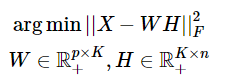 arg min ||X − WH||²_F
W ∈ ℝ₊^{p×K}, H ∈ ℝ₊^{K×n}